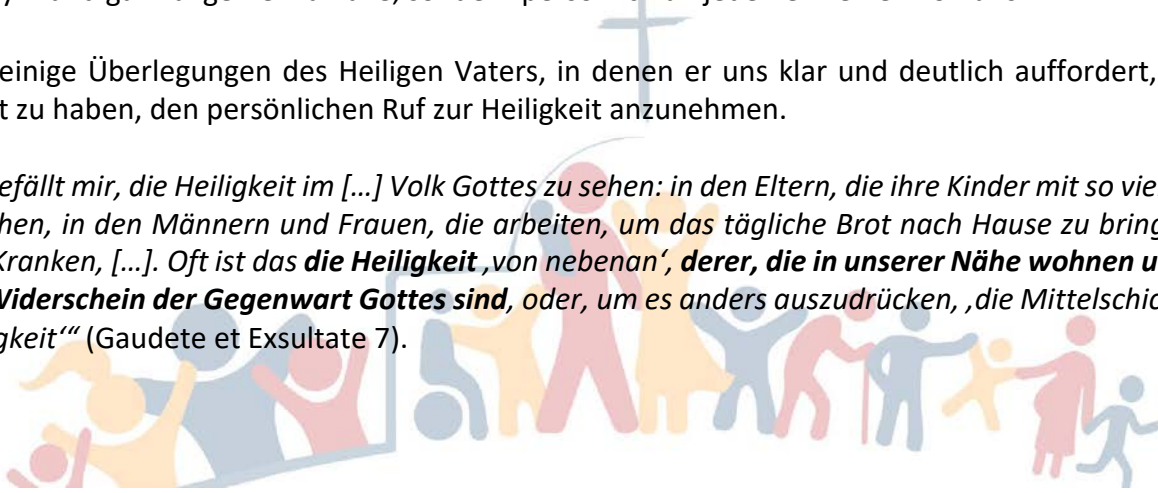 sondern persönlich an jeden
einige Überlegungen des Heiligen Vaters, in denen er uns klar und deutlich auffordert,
t zu haben, den persönlichen Ruf zur Heiligkeit anzunehmen.
efällt mir, die Heiligkeit im […] Volk Gottes zu sehen: in den Eltern, die ihre Kinder mit so vie
hen, in den Männern und Frauen, die arbeiten, um das tägliche Brot nach Hause zu bring
Kranken, […]. Oft ist das die Heiligkeit ‚von nebenan‘, derer, die in unserer Nähe wohnen u
Widerschein der Gegenwart Gottes sind, oder, um es anders auszudrücken, ‚die Mittelschic
gkeit‘“ (Gaudete et Exsultate 7).